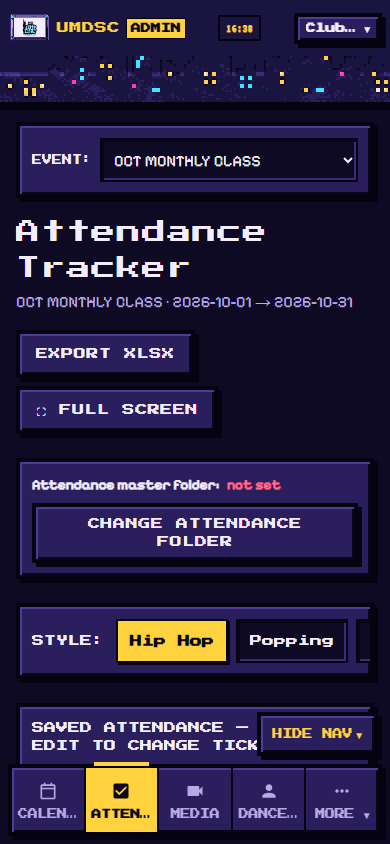 UMDSC ADMIN 16:38 Club… ▼
EVENT: OCT MONTHLY CLASS
Attendance
Tracker
OCT MONTHLY CLASS · 2026-10-01 → 2026-10-31
EXPORT XLSX
⛶ FULL SCREEN
Attendance master folder: not set
CHANGE ATTENDANCE
FOLDER
STYLE: Hip Hop Popping
SAVED ATTENDANCE —
EDIT TO CHANGE TICK
HIDE NAV ▼
CALEN… ATTEN… MEDIA DANCE… MORE ▼